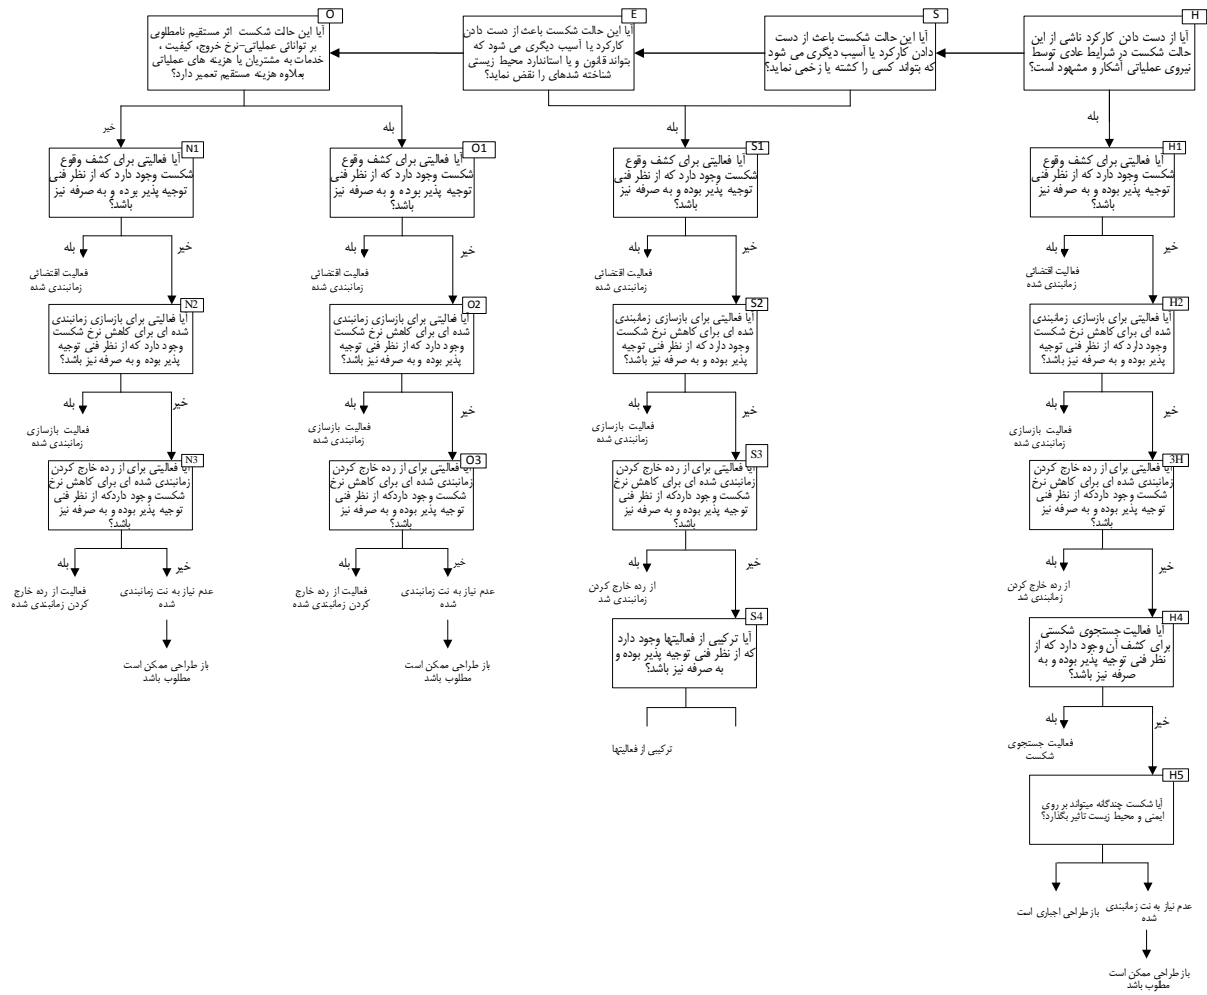 H
آیا از دست دادن کارکرد ناشی از این
حالت شکست در شرایط عادی توسط
نیروی عملیاتی آشکار و مشهود است؟
S
آیا این حالت شکست باعث از دست
دادن کارکرد یا آسیب دیگری می شود
که بتواند کسی را کشته یا زخمی نماید؟
E
آیا این حالت شکست باعث از دست دادن
کارکرد یا آسیب دیگری می شود که
بتواند قانون و یا استاندارد محیط زیستی
شناخته شدهای را نقض نماید؟
O
آیا این حالت شکست اثر مستقیم نامطلوبی
بر توانائی عملیاتی-نرخ خروج، کیفیت ،
خدمات به مشتریان یا هزینه های عملیاتی
بعلاوه هزینه مستقیم تعمیر دارد؟
بله
H1
آیا فعالیتی برای کشف وقوع
شکست وجود دارد که از نظر فنی
توجیه پذیر بوده و به صرفه نیز
باشد؟
خیر
بله
فعالیت اقتضائی
زمانبندی شده
H2
آیا فعالیتی برای بازسازی زمانبندی
شده ای برای کاهش نرخ شکست
وجود دارد که از نظر فنی توجیه
پذیر بوده و به صرفه نیز باشد؟
خیر
بله
فعالیت بازسازی
زمانبندی شده
3H
آیا فعالیتی برای از رده خارج کردن
زمانبندی شده ای برای کاهش نرخ
شکست وجود داردکه از نظر فنی
توجیه پذیر بوده و به صرفه نیز
باشد؟
خیر
بله
از رده خارج کردن
زمانبندی شد
H4
آیا فعالیت جستجوی شکستی
برای کشف آن وجود دارد که از
نظر فنی توجیه پذیر بوده و به
صرفه نیز باشد؟
خیر
بله
فعالیت جستجوی
شکست
H5
آیا شکست چندگانه میتواند بر روی
ایمنی و محیط زیست تاثیر بگذارد؟
عدم نیاز به نت زمانبندی
شده
باز طراحی اجباری است
باز طراحی ممکن است
مطلوب باشد
بله
S1
آیا فعالیتی برای کشف وقوع
شکست وجود دارد که از نظر فنی
توجیه پذیر بوده و به صرفه نیز
باشد؟
خیر
بله
فعالیت اقتضائی
زمانبندی شده
S2
آیا فعالیتی برای بازسازی زمانبندی
شده ای برای کاهش نرخ شکست
وجود دارد که از نظر فنی توجیه
پذیر بوده و به صرفه نیز باشد؟
خیر
بله
فعالیت بازسازی
زمانبندی شده
S3
آیا فعالیتی برای از رده خارج کردن
زمانبندی شده ای برای کاهش نرخ
شکست وجود داردکه از نظر فنی
توجیه پذیر بوده و به صرفه نیز
باشد؟
خیر
بله
از رده خارج کردن
زمانبندی شد
S4
آیا ترکیبی از فعالیتها وجود دارد
که از نظر فنی توجیه پذیر بوده و
به صرفه نیز باشد؟
ترکیبی از فعالیتها
بله
O1
آیا فعالیتی برای کشف وقوع
شکست وجود دارد که از نظر فنی
توجیه پذیر بوده و به صرفه نیز
باشد؟
خیر
بله
فعالیت اقتضائی
زمانبندی شده
O2
آیا فعالیتی برای بازسازی زمانبندی
شده ای برای کاهش نرخ شکست
وجود دارد که از نظر فنی توجیه
پذیر بوده و به صرفه نیز باشد؟
خیر
بله
فعالیت بازسازی
زمانبندی شده
O3
آیا فعالیتی برای از رده خارج کردن
زمانبندی شده ای برای کاهش نرخ
شکست وجود داردکه از نظر فنی
توجیه پذیر بوده و به صرفه نیز
باشد؟
خیر
بله
عدم نیاز به نت زمانبندی
شده
فعالیت از رده خارج
کردن زمانبندی شده
باز طراحی ممکن است
مطلوب باشد
خیر
N1
آیا فعالیتی برای کشف وقوع
شکست وجود دارد که از نظر فنی
توجیه پذیر بوده و به صرفه نیز
باشد؟
خیر
بله
فعالیت اقتضائی
زمانبندی شده
N2
آیا فعالیتی برای بازسازی زمانبندی
شده ای برای کاهش نرخ شکست
وجود دارد که از نظر فنی توجیه
پذیر بوده و به صرفه نیز باشد؟
خیر
بله
فعالیت بازسازی
زمانبندی شده
N3
آیا فعالیتی برای از رده خارج کردن
زمانبندی شده ای برای کاهش نرخ
شکست وجود داردکه از نظر فنی
توجیه پذیر بوده و به صرفه نیز
باشد؟
خیر
بله
عدم نیاز به نت زمانبندی
شده
فعالیت از رده خارج
کردن زمانبندی شده
باز طراحی ممکن است
مطلوب باشد